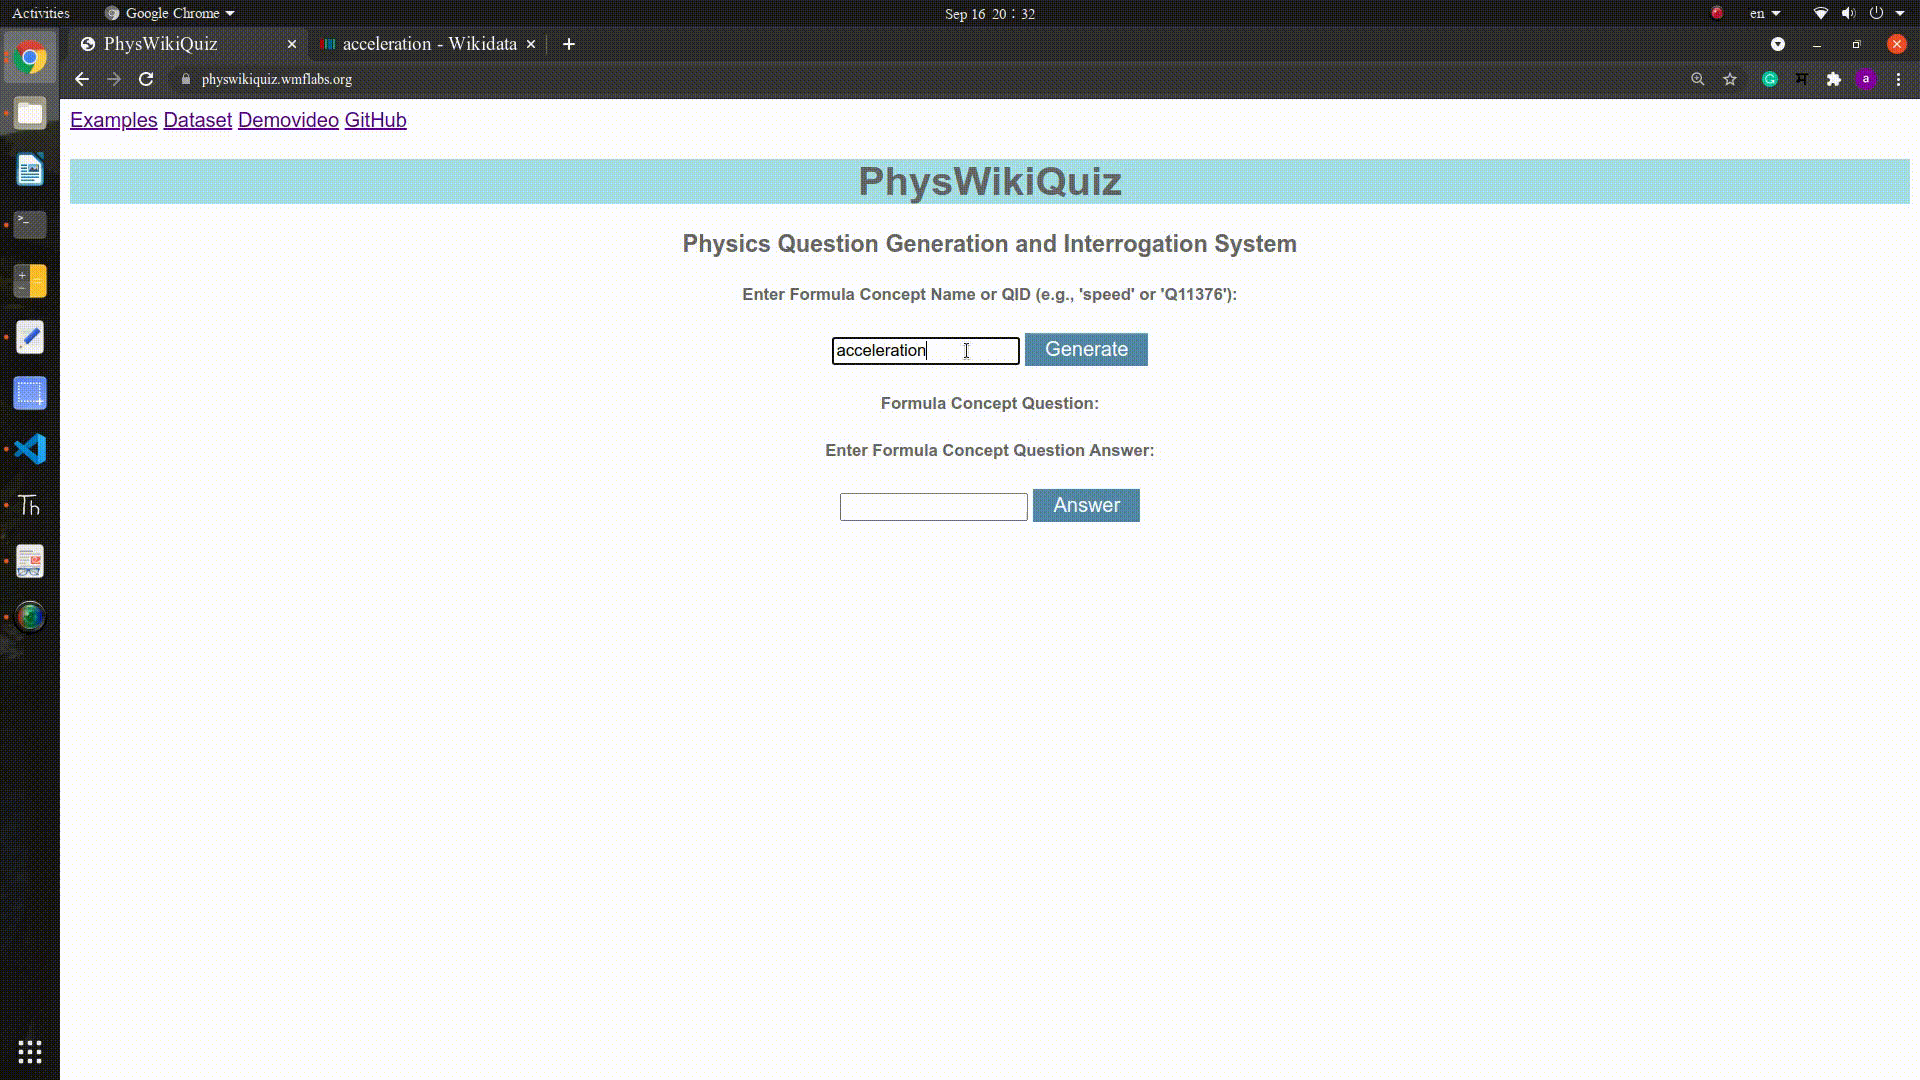 Activities
Google Chrome
Sep 16 20:32
en
PhysWikiQuiz
acceleration - Wikidata
physwikiquiz.wmflabs.org
a
Examples Dataset Demovideo GitHub
PhysWikiQuiz
Physics Question Generation and Interrogation System
Enter Formula Concept Name or QID (e.g., 'speed' or 'Q11376'):
acceleration
Generate
Formula Concept Question:
Enter Formula Concept Question Answer:
Answer
Th